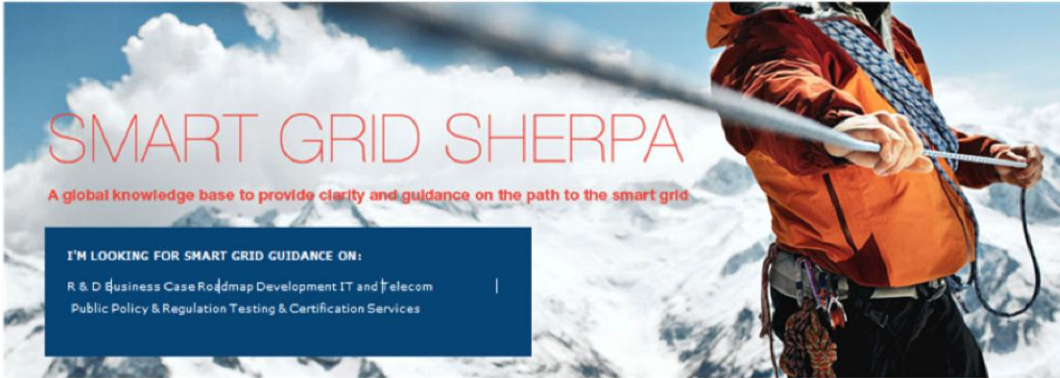 SMART GRID SHERPA
A global knowledge base to provide clarity and guidance on the path to the smart grid
I'M LOOKING FOR SMART GRID GUIDANCE ON:
R & D Business Case Roadmap Development IT and Telecom
Public Policy & Regulation Testing & Certification Services